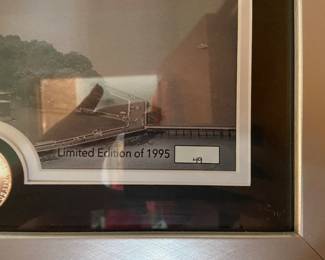 Limited Edition of 1995 49